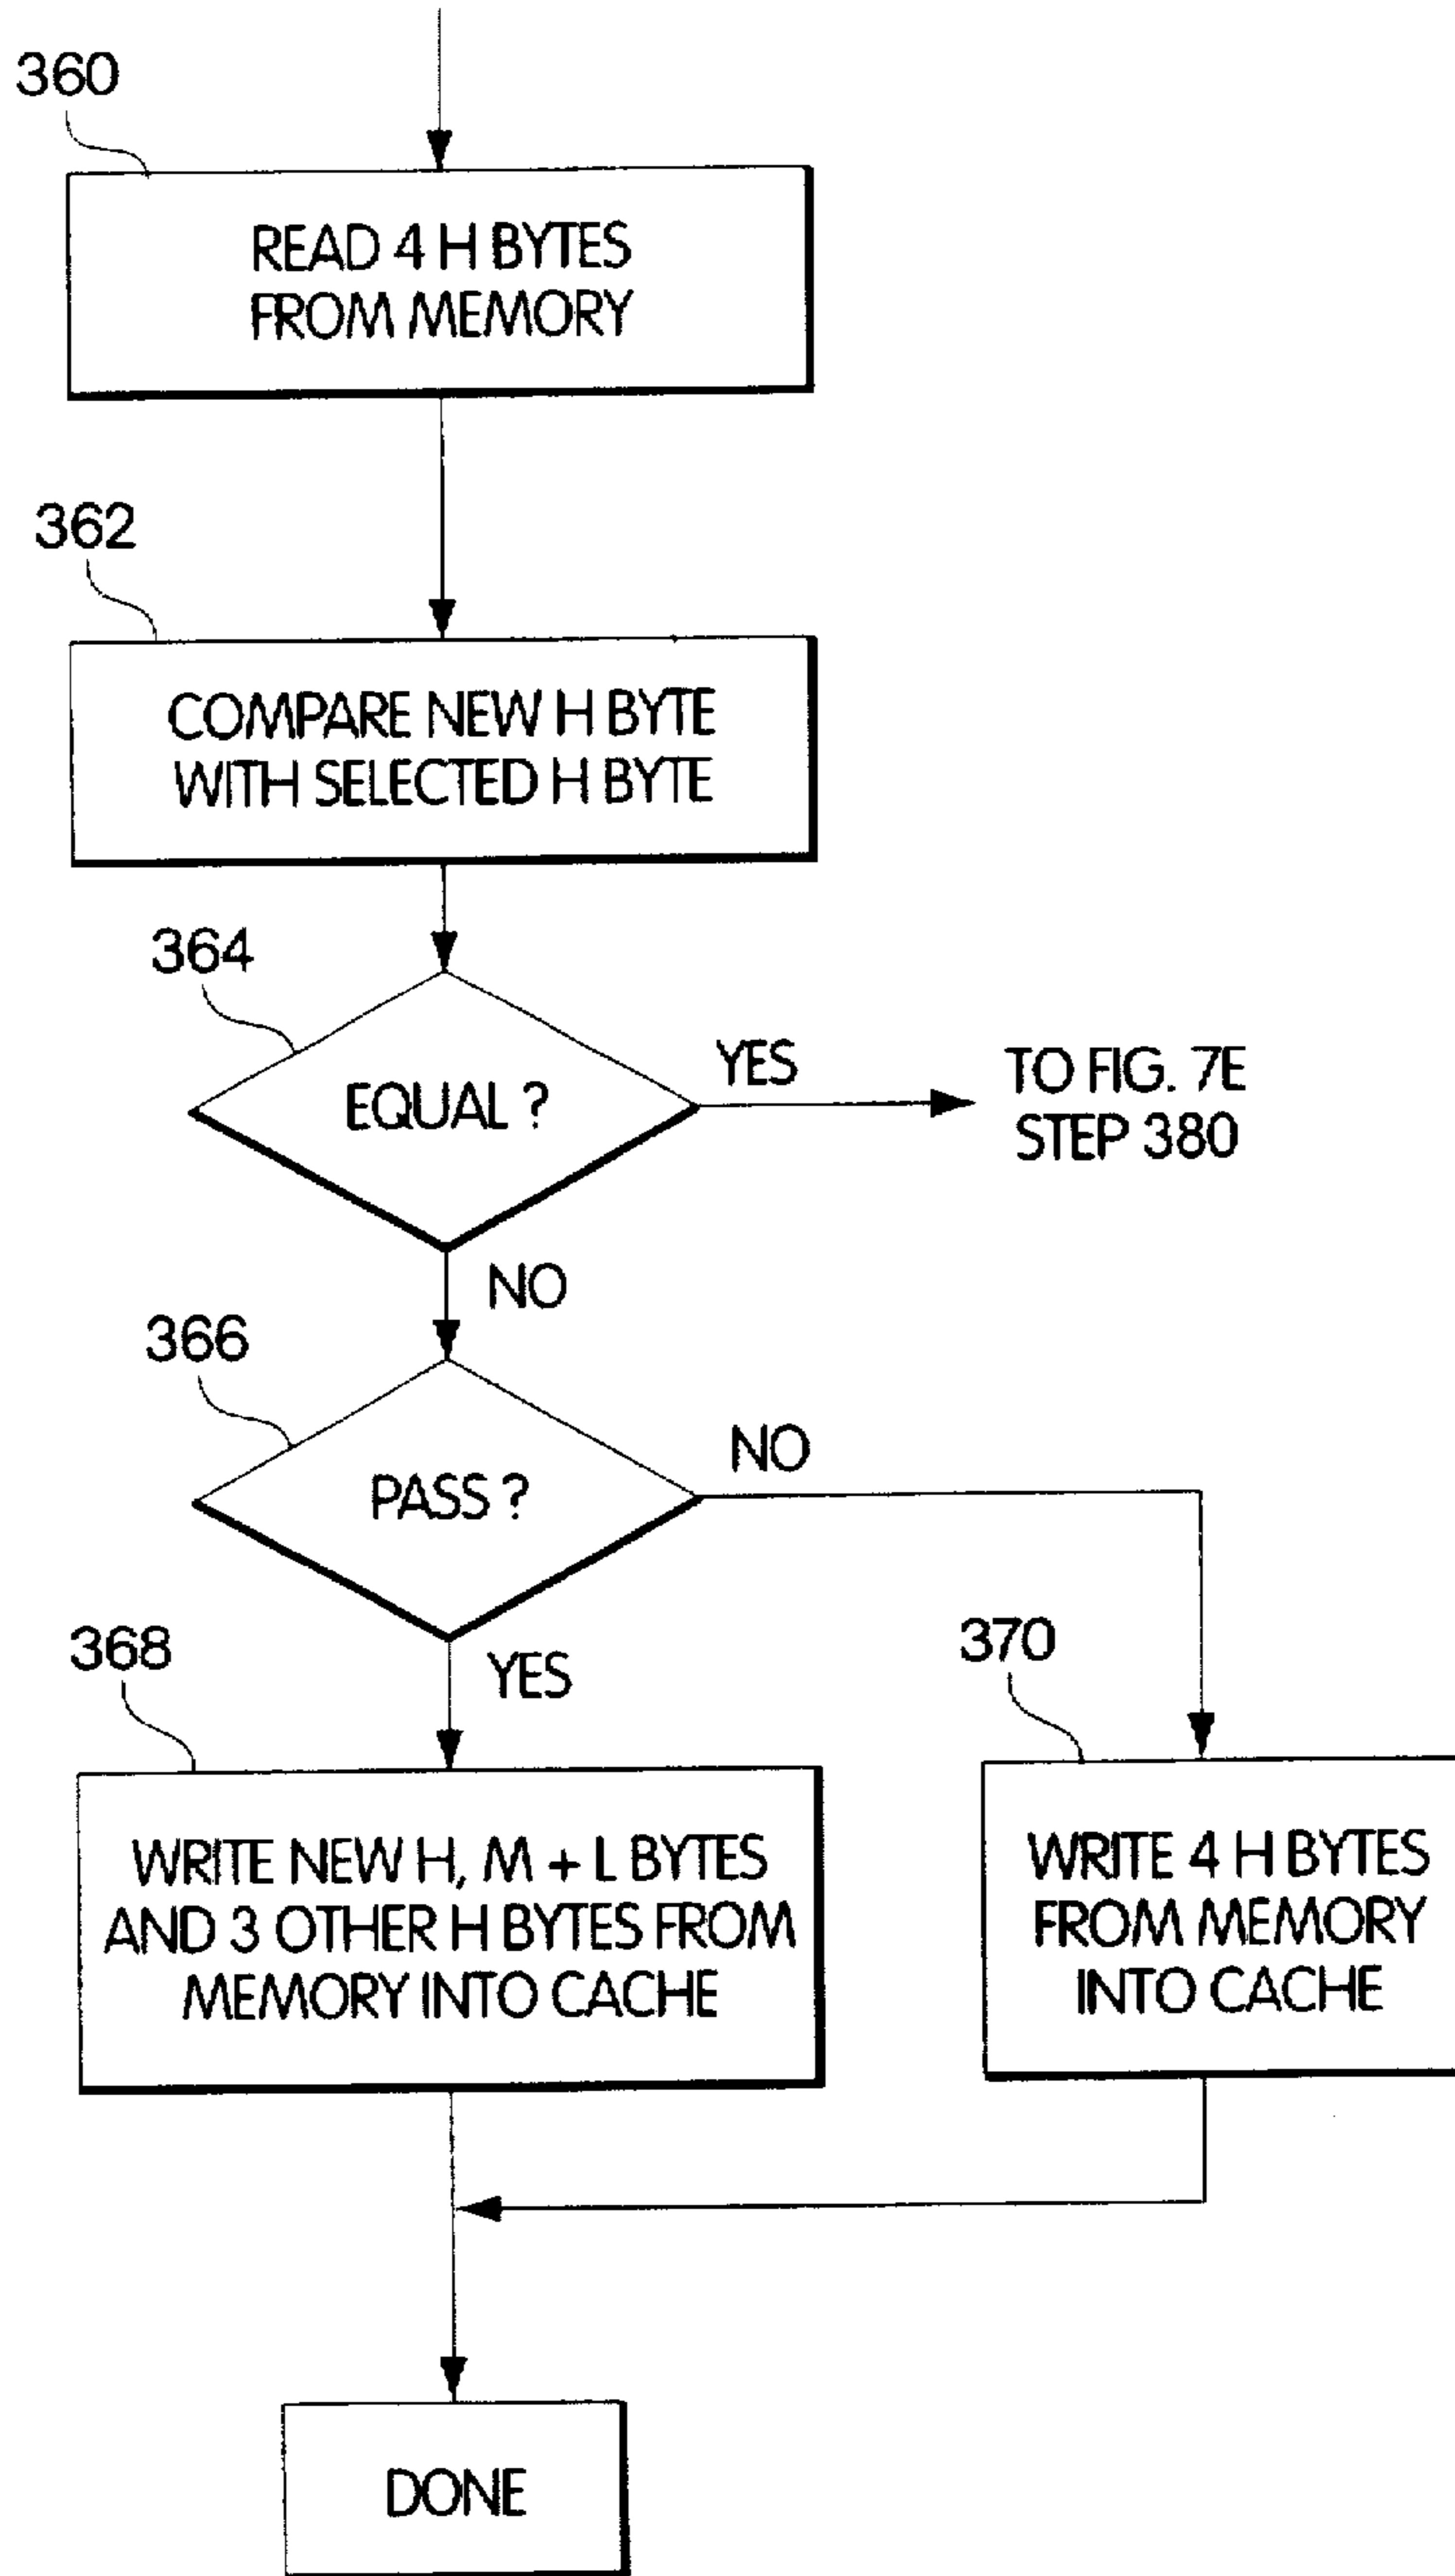 360
READ 4 H BYTES
FROM MEMORY
362
COMPARE NEW H BYTE
WITH SELECTED H BYTE
364
EQUAL ?
YES
TO FIG. 7E
STEP 380
NO
366
PASS ?
NO
368
YES
370
WRITE NEW H, M + L BYTES
AND 3 OTHER H BYTES FROM
MEMORY INTO CACHE
WRITE 4 H BYTES
FROM MEMORY
INTO CACHE
DONE